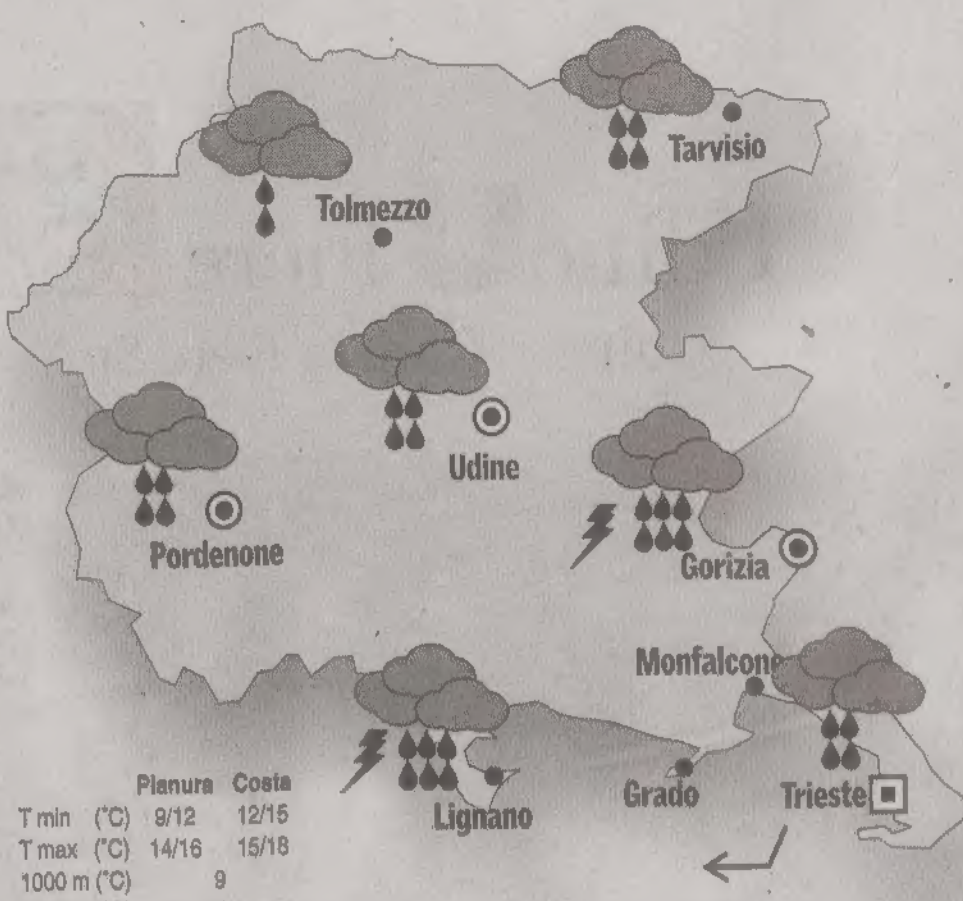 Tarvisio
Tolmezzo
Udine
Pordenone
Gorizia
Monfalcone
Grado
Trieste
Lignano
Pianura Costa
T min (°C) 9/12 12/15
T max (°C) 14/16 15/18
1000 m (°C) 9